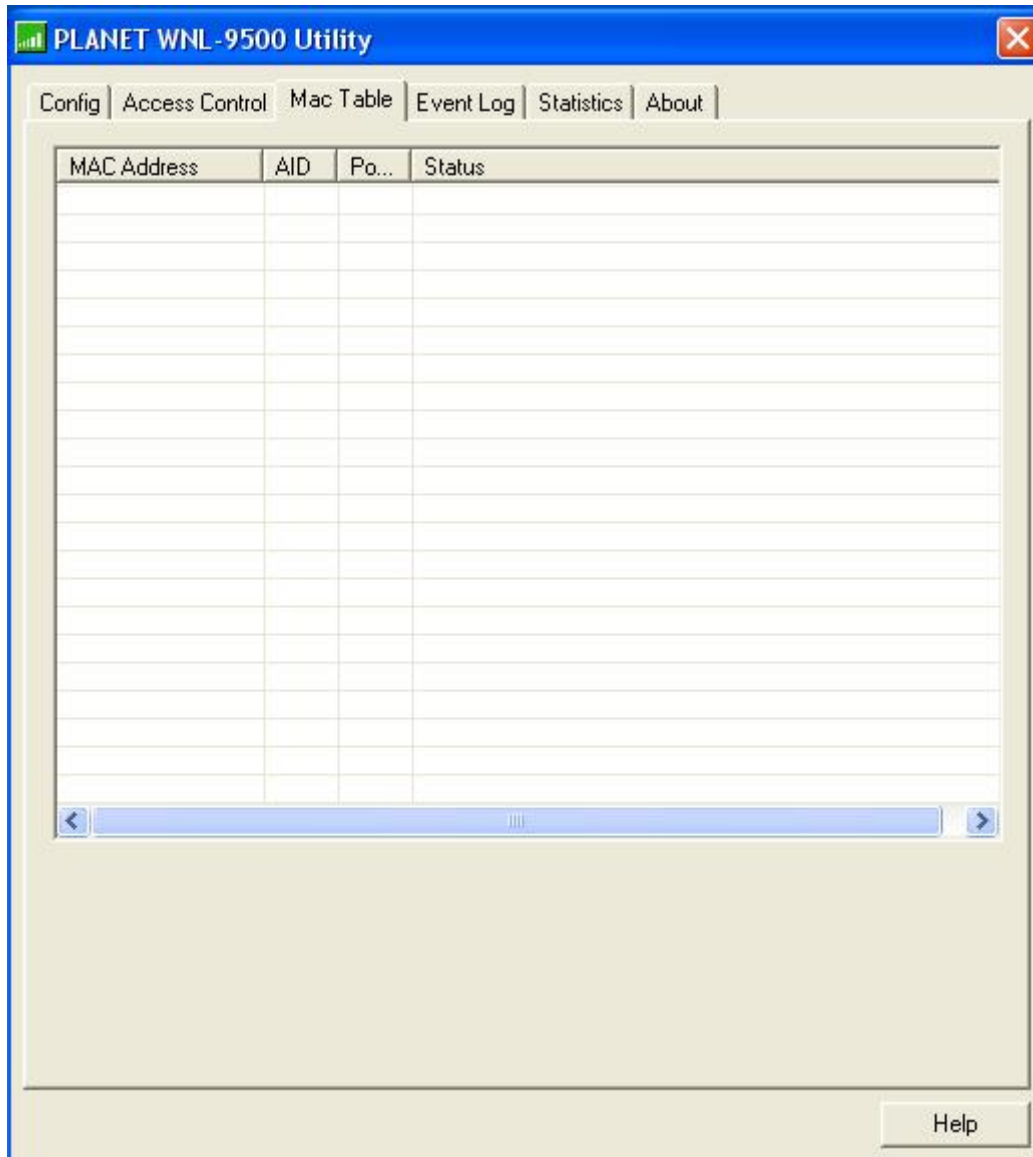 PLANET WNL-9500 Utility
Config Access Control Mac Table Event Log Statistics About
MAC Address AID Po... Status
Help